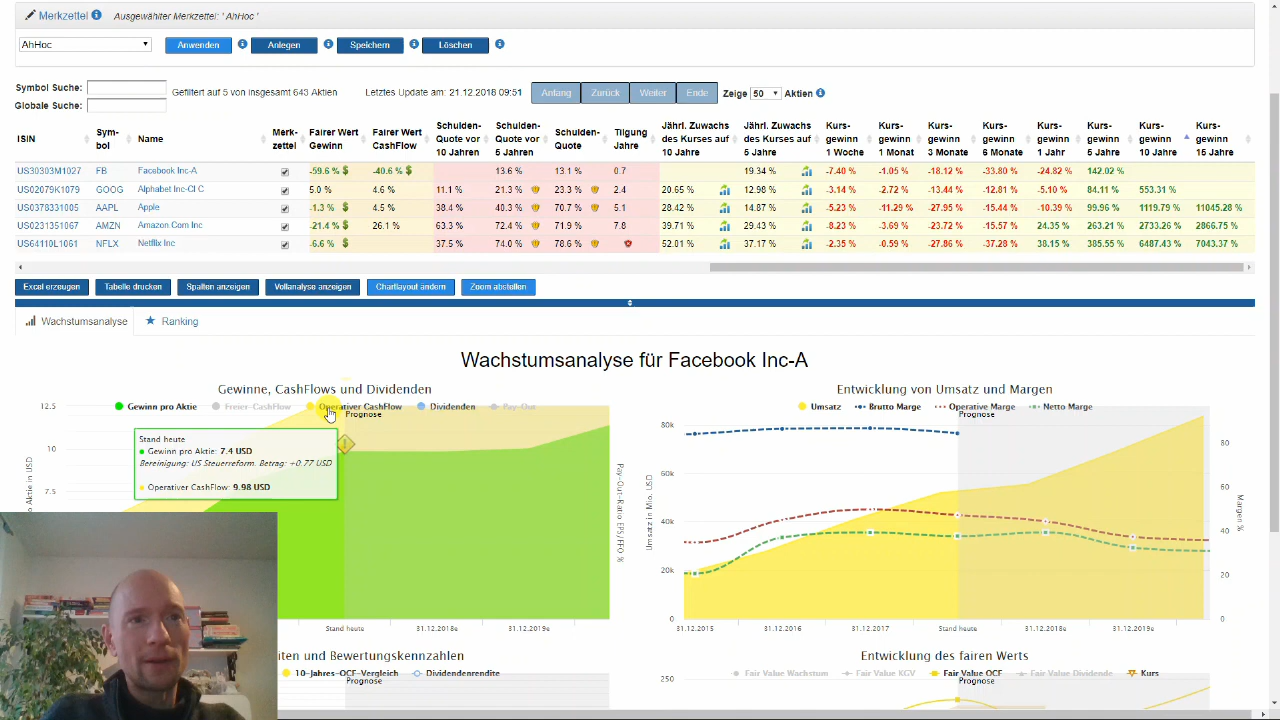 Merkzettel Ausgewählter Merkzettel: ' AhHoc '
AhHoc Anwenden Anlegen Speichern Löschen
Symbol Suche: Gefiltert auf 5 von insgesamt 643 Aktien Letztes Update am: 21.12.2018 09:51 Anfang Zurück Weiter Ende Zeige 50 Aktien
Globale Suche:
ISIN Sym-bol Name Merk-zettel Fairer Wert Gewinn Fairer Wert CashFlow Schulden-Quote vor 10 Jahren Schulden-Quote vor 5 Jahren Schulden-Quote Tilgung Jahre Jährl. Zuwachs des Kurses auf 10 Jahre Jährl. Zuwachs des Kurses auf 5 Jahre Kurs-gewinn 1 Woche Kurs-gewinn 1 Monat Kurs-gewinn 3 Monate Kurs-gewinn 6 Monate Kurs-gewinn 1 Jahr Kurs-gewinn 5 Jahre Kurs-gewinn 10 Jahre Kurs-gewinn 15 Jahre
US30303M1027 FB Facebook Inc-A -59.6 % $ -40.6 % $ 13.6 % 13.1 % 0.7 19.34 % -7.40 % -1.05 % -18.12 % -33.80 % -24.82 % 142.02 %
US02079K1079 GOOG Alphabet Inc-Cl C 5.0 % 4.6 % 11.1 % 21.3 % 23.3 % 2.4 20.65 % 12.98 % -3.14 % -2.72 % -13.44 % -12.81 % -5.10 % 84.11 % 553.31 %
US0378331005 AAPL Apple -1.3 % $ 4.5 % 38.4 % 40.3 % 70.7 % 5.1 28.42 % 14.87 % -5.23 % -11.29 % -27.95 % -15.44 % -10.39 % 99.96 % 1119.79 % 11045.28 %
US0231351067 AMZN Amazon Com Inc -21.4 % $ 26.1 % 63.3 % 72.4 % 71.9 % 7.8 39.71 % 29.43 % -8.23 % -3.69 % -23.72 % -15.57 % 24.35 % 263.21 % 2733.26 % 2866.75 %
US64110L1061 NFLX Netflix Inc -6.6 % $ 37.5 % 74.0 % 78.6 % 52.01 % 37.17 % -2.35 % -0.59 % -27.86 % -37.28 % 38.15 % 385.55 % 6487.43 % 7043.37 %
Excel erzeugen Tabelle drucken Spalten anzeigen Vollanalyse anzeigen Chartlayout ändern Zoom abstellen
Wachstumsanalyse Ranking
Wachstumsanalyse für Facebook Inc-A
Gewinne, CashFlows und Dividenden
Gewinn pro Aktie Freier-CashFlow Operativer CashFlow Dividenden Pay-Out
Prognose
12.5
10
7.5
Aktie in USD
Pay-Out-Ratio EPS/FCF/O %
Stand heute
Gewinn pro Aktie: 7.4 USD
Bereinigung: US Steuerreform. Betrag: +0.77 USD
Operativer CashFlow: 9.98 USD
Stand heute 31.12.2018e 31.12.2019e
Entwicklung von Umsatz und Margen
Umsatz Brutto Marge Operative Marge Netto Marge
Prognose
80k
60k
40k
20k
0
Umsatz in Mio. USD
80
60
40
20
0
Margen %
31.12.2015 31.12.2016 31.12.2017 Stand heute 31.12.2018e 31.12.2019e
iten und Bewertungskennzahlen
10-Jahres-OCF-Vergleich Dividendenrendite
Prognose
Entwicklung des fairen Werts
Fair Value Wachstum Fair Value KGV Fair Value OCF Fair Value Dividende Kurs
Prognose
250